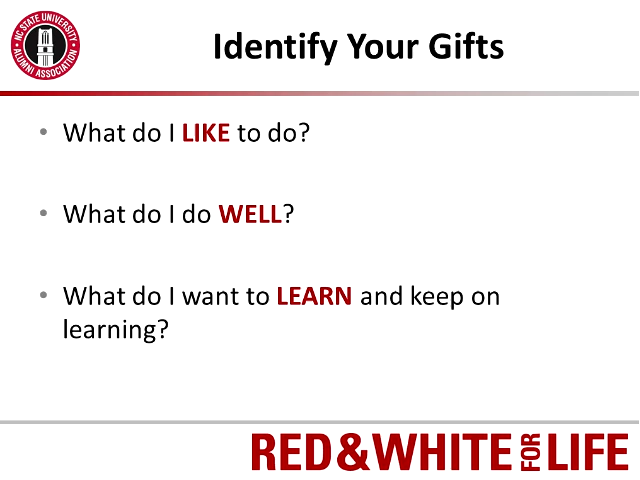 NC STATE UNIVERSITY
ALUMNI ASSOCIATION
Identify Your Gifts
• What do I LIKE to do?
• What do I do WELL?
• What do I want to LEARN and keep on
learning?
RED&WHITE FOR LIFE